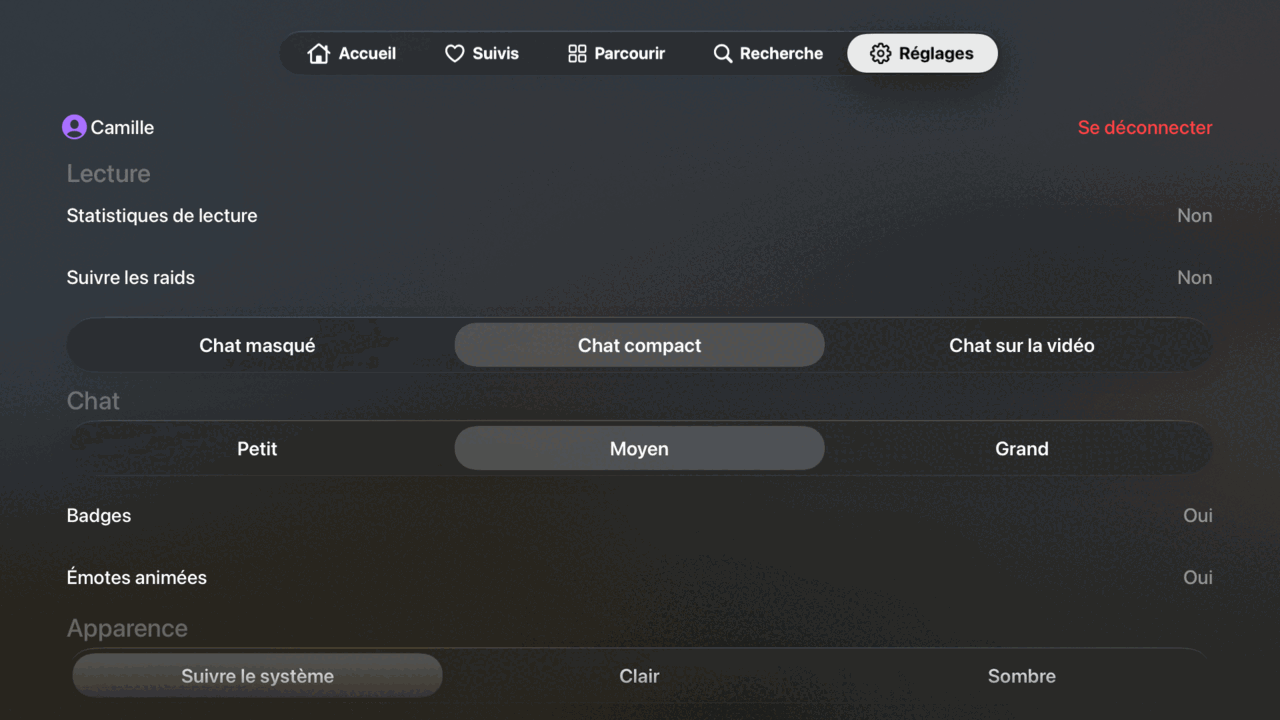 Accueil Suivis Parcourir Recherche Réglages
Camille Se déconnecter
Lecture
Statistiques de lecture Non
Suivre les raids Non
Chat masqué Chat compact Chat sur la vidéo
Chat
Petit Moyen Grand
Badges Oui
Émotes animées Oui
Apparence
Suivre le système Clair Sombre